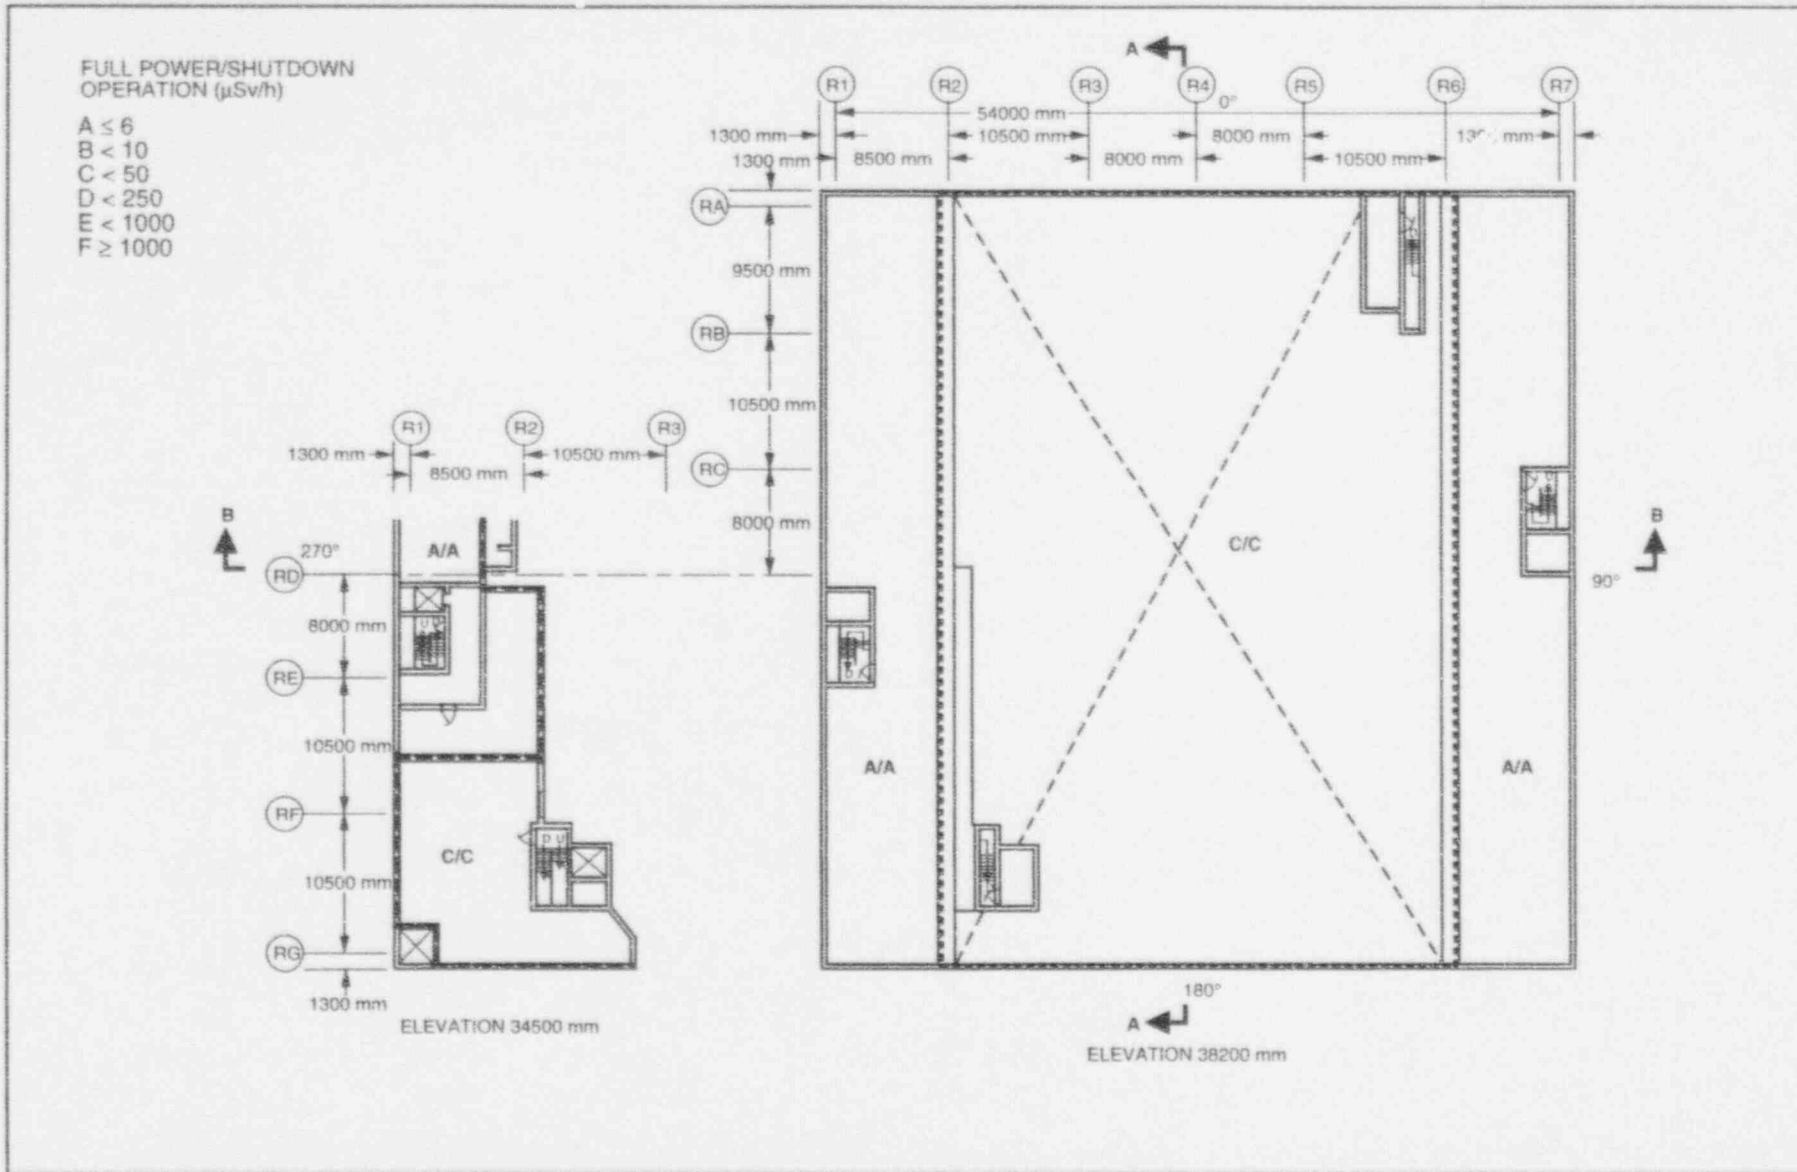 FULL POWER/SHUTDOWN
OPERATION (µSv/h)
A ≤ 6
B < 10
C < 50
D < 250
E < 1000
F ≥ 1000
A
R1 R2 R3 R4 R5 R6 R7
0°
54000 mm
1300 mm 10500 mm 8000 mm mm
1300 mm 8500 mm 8000 mm 10500 mm
RA
9500 mm
RB
10500 mm
RC
8000 mm
C/C
B
90°
A/A
A/A
180°
A
ELEVATION 38200 mm
R1 R2 R3
1300 mm 10500 mm
8500 mm
B
270°
A/A
RD
8000 mm
D U
RE
10500 mm
RF
D U
C/C
10500 mm
RG
1300 mm
ELEVATION 34500 mm